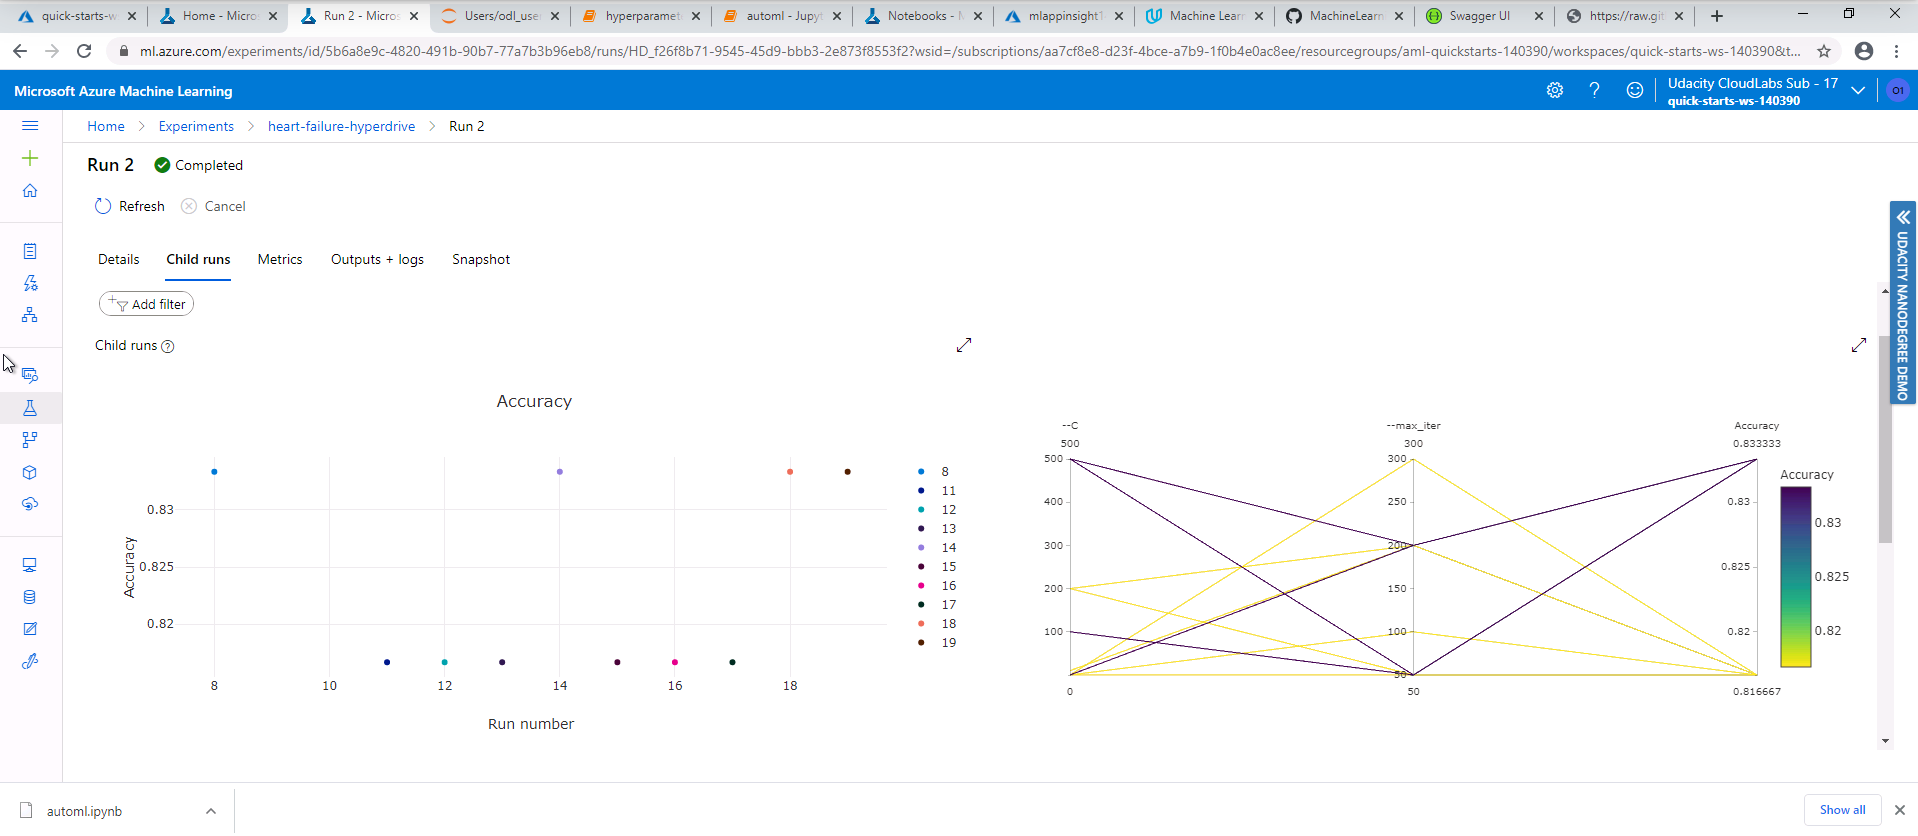 quick-starts-w
Home - Micros
Run 2 - Micros
Users/odl_use
hyperparamet
automl - Jupyt
Notebooks - M
mlappinsight1
Machine Learn
MachineLearn
Swagger UI
https://raw.git
ml.azure.com/experiments/id/5b6a8e9c-4820-491b-90b7-77a7b3b96eb8/runs/HD_f26f8b71-9545-45d9-bbb3-2e873f8553f2?wsid=/subscriptions/aa7cf8e8-d23f-4bce-a7b9-1f0b4e0ac8ee/resourcegroups/aml-quickstarts-140390/workspaces/quick-starts-ws-140390&t...
Microsoft Azure Machine Learning
Udacity CloudLabs Sub - 17
quick-starts-ws-140390
O1
Home > Experiments > heart-failure-hyperdrive > Run 2
Run 2 Completed
Refresh Cancel
Details Child runs Metrics Outputs + logs Snapshot
Add filter
Child runs
UDACITY NANODEGREE DEMO
Accuracy
Accuracy
0.83
0.825
0.82
8 10 12 14 16 18
Run number
8
11
12
13
14
15
16
17
18
19
--C --max_iter Accuracy
500 300 0.833333
500
400
300
200
100
0
300
250
200
150
100
50
50
0.83
0.825
0.82
0.816667
Accuracy
0.83
0.825
0.82
automl.ipynb
Show all